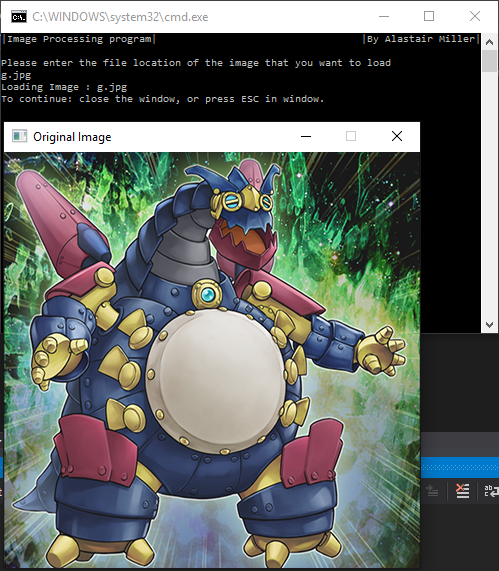 C:\WINDOWS\system32\cmd.exe
|Image Processing program| |By Alastair Miller|
Please enter the file location of the image that you want to load
g.jpg
Loading Image : g.jpg
To continue: close the window, or press ESC in window.
Original Image